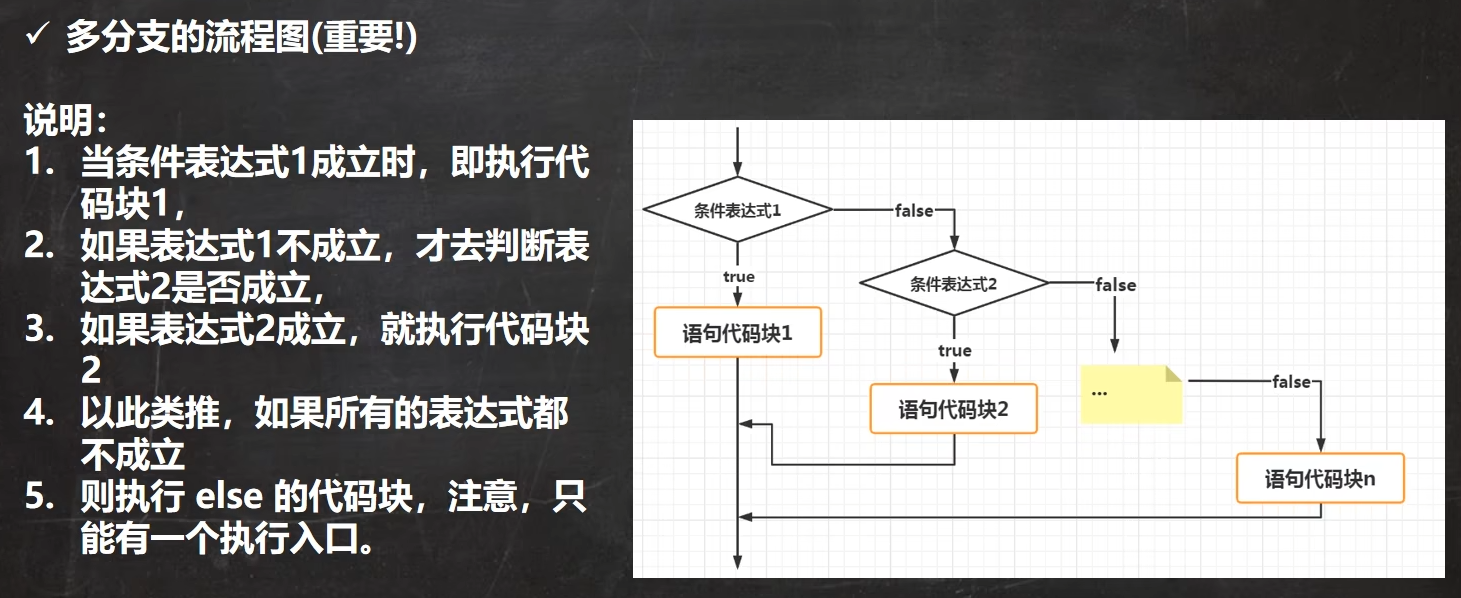 ✓ 多分支的流程图(重要!)
说明：
1. 当条件表达式1成立时，即执行代
码块1，
2. 如果表达式1不成立，才去判断表
达式2是否成立，
3. 如果表达式2成立，就执行代码块
2
4. 以此类推，如果所有的表达式都
不成立
5. 则执行 else 的代码块，注意，只
能有一个执行入口。
条件表达式1
false
true
条件表达式2
false
语句代码块1
true
...
false
语句代码块2
语句代码块n